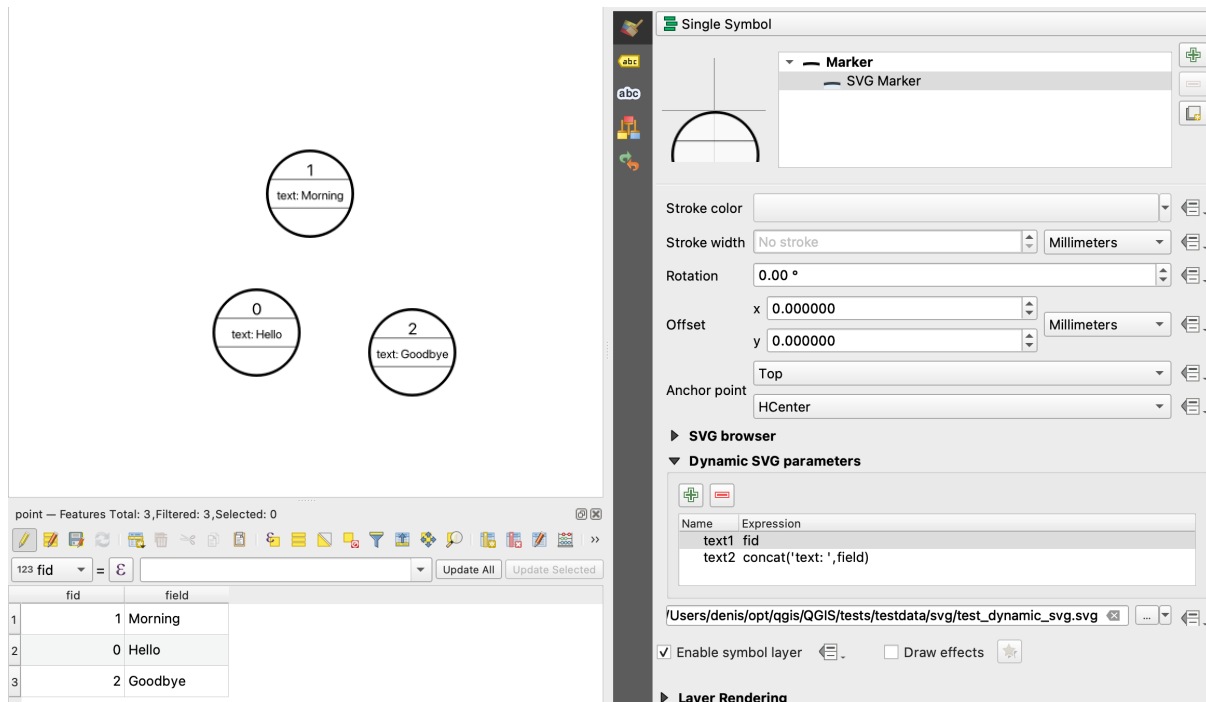 1
text: Morning
0
text: Hello
2
text: Goodbye
point — Features Total: 3,Filtered: 3,Selected: 0
123 fid = ε Update All Update Selected
fid field
1 1 Morning
2 0 Hello
3 2 Goodbye
abc
abc
Single Symbol
Marker
SVG Marker
Stroke color
Stroke width No stroke Millimeters
Rotation 0.00 °
Offset x 0.000000 Millimeters
y 0.000000
Anchor point Top
HCenter
SVG browser
Dynamic SVG parameters
Name Expression
text1 fid
text2 concat('text: ',field)
/Users/denis/opt/qgis/QGIS/tests/testdata/svg/test_dynamic_svg.svg ...
Enable symbol layer Draw effects
Layer Rendering